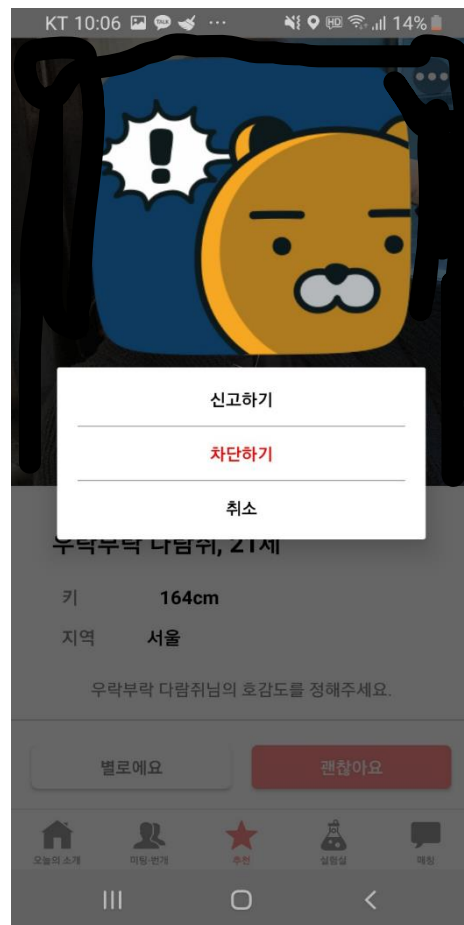 KT 10:06 ··· HD 14%
!
신고하기
차단하기
취소
우락부락 다람쥐, 21세
키 164cm
지역 서울
우락부락 다람쥐님의 호감도를 정해주세요.
별로에요 괜찮아요
오늘의 소개 미팅·번개 추천 실험실 매칭